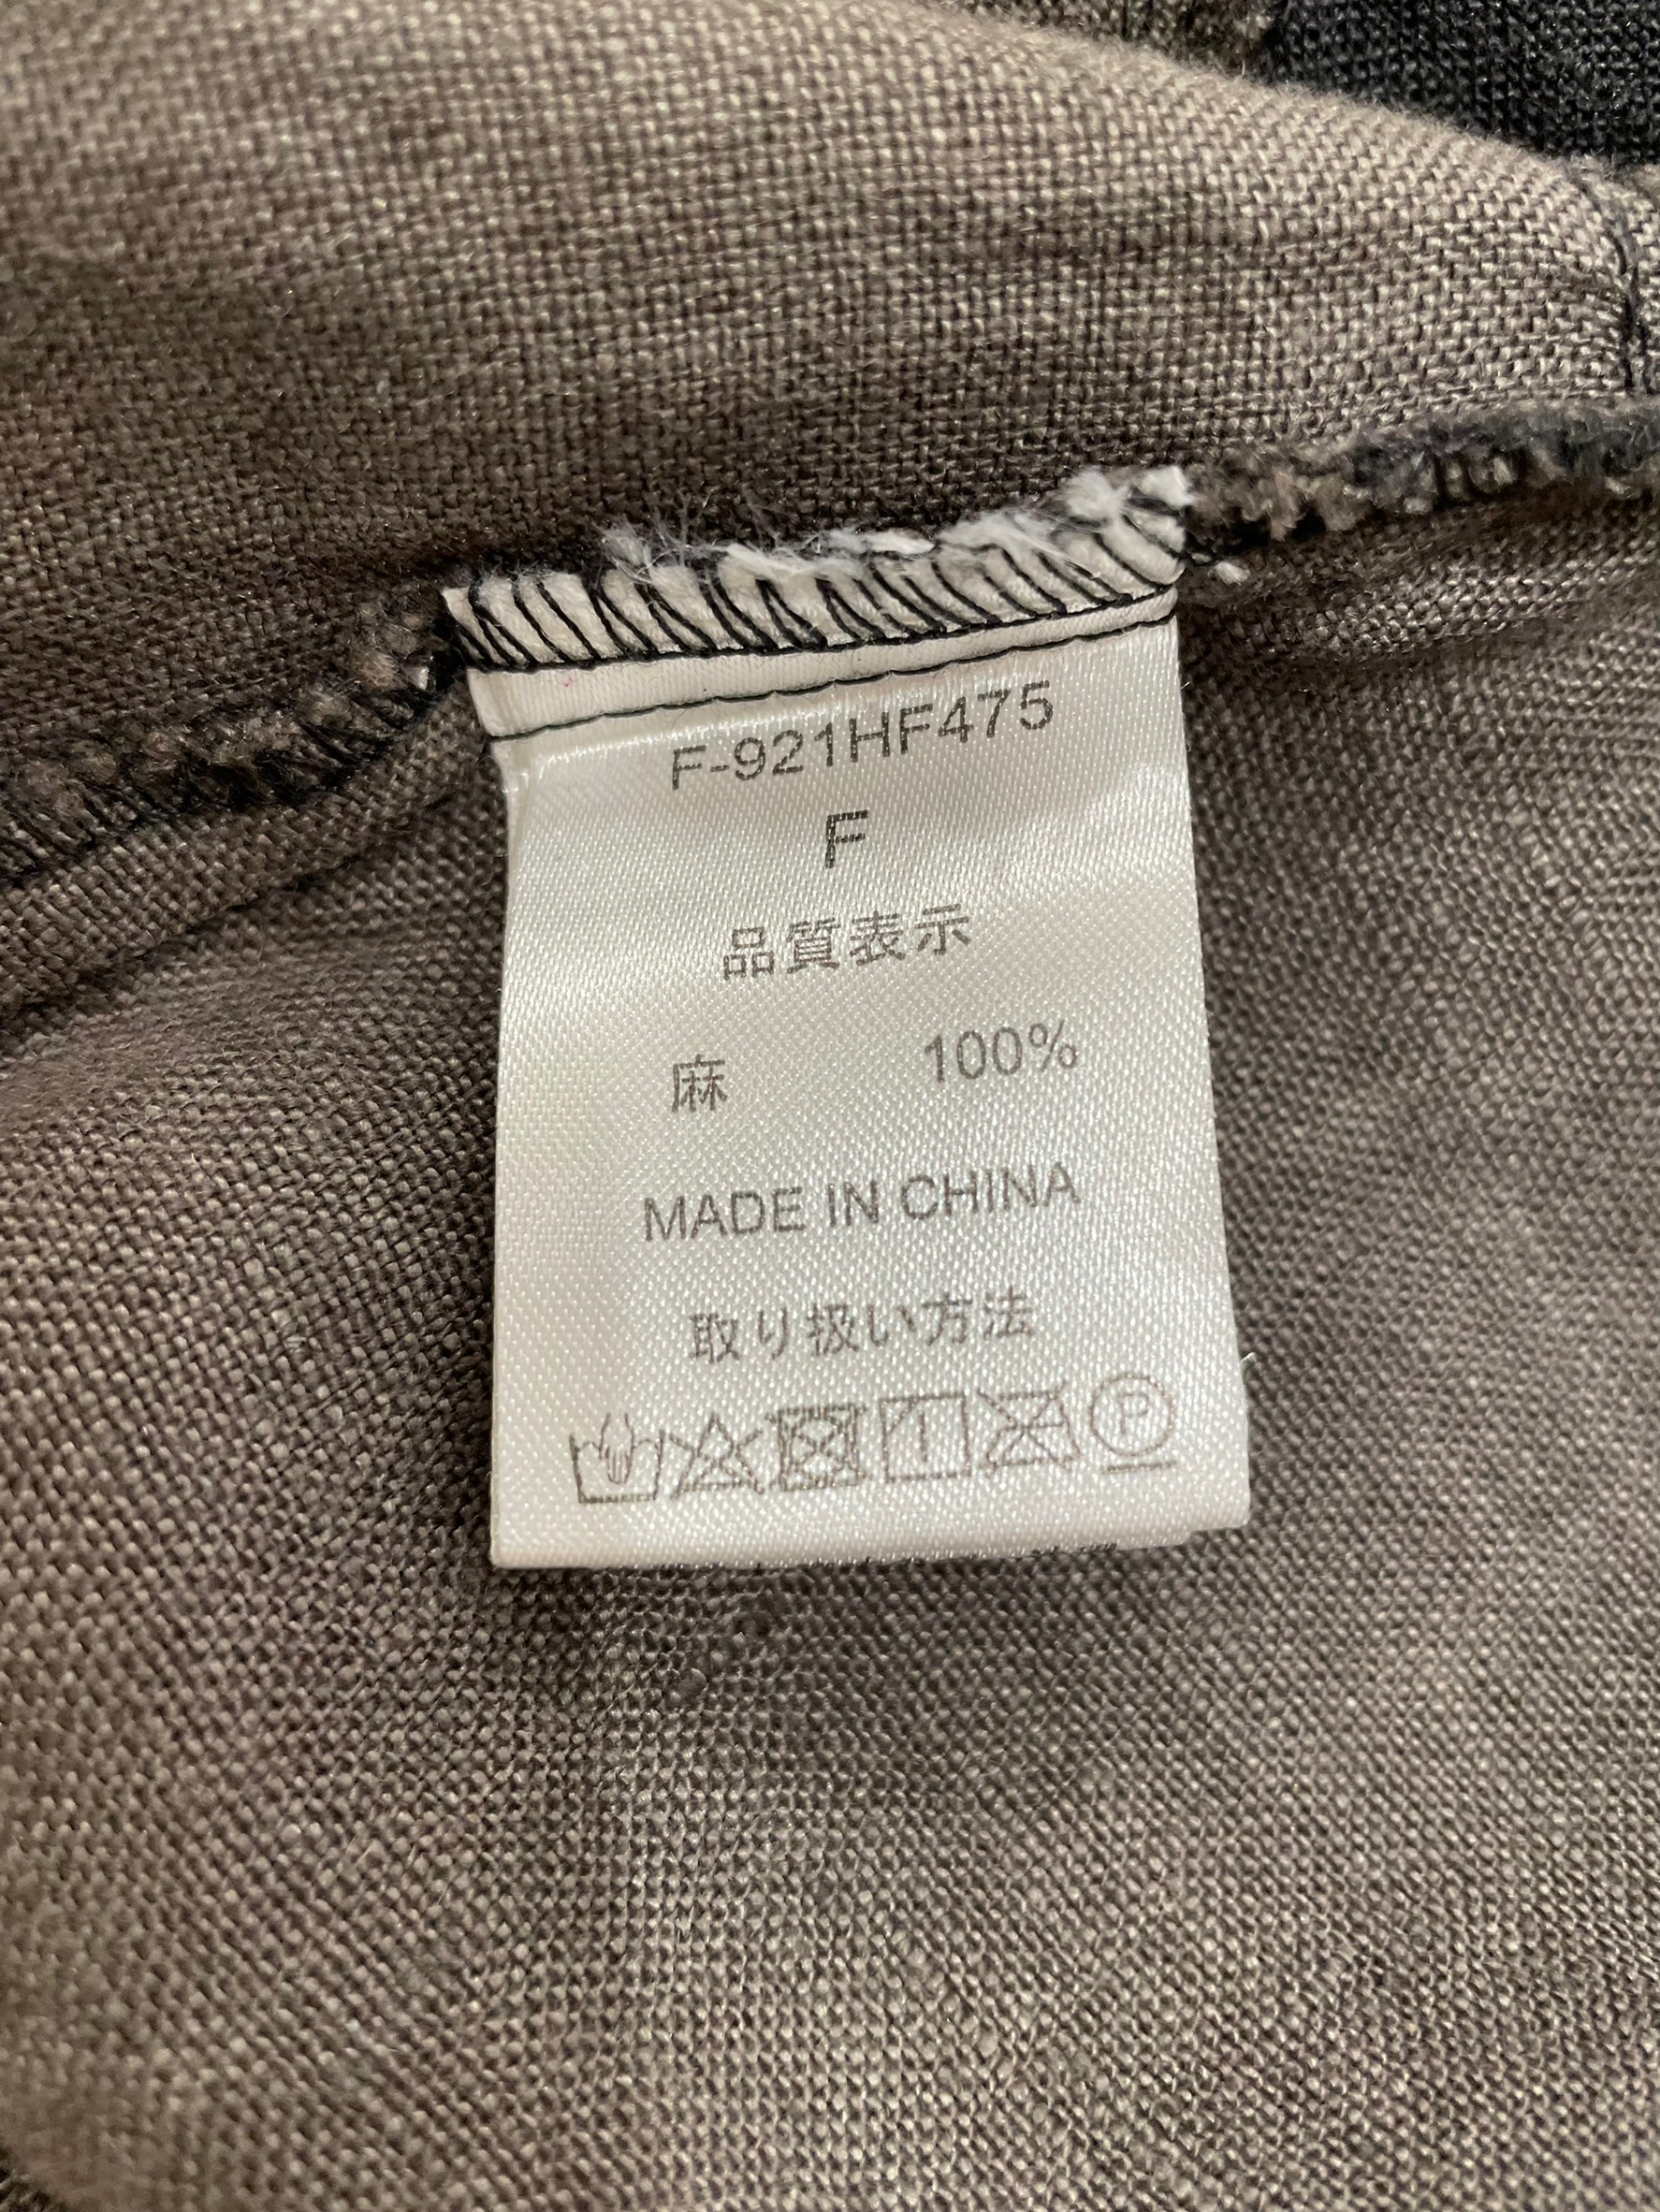 F-921HF475
F
品質表示
麻 100%
MADE IN CHINA
取り扱い方法
P